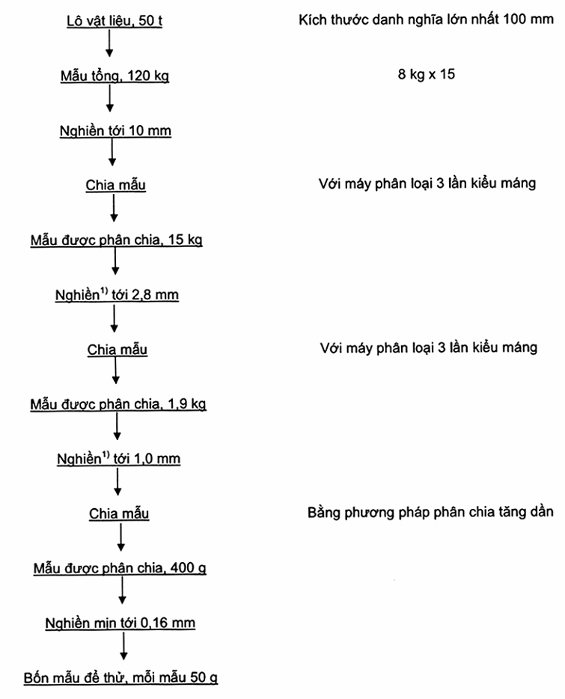 Lô vật liệu, 50 t
Kích thước danh nghĩa lớn nhất 100 mm
Mẫu tổng, 120 kg
8 kg x 15
Nghiền tới 10 mm
Chia mẫu
Với máy phân loại 3 lần kiểu máng
Mẫu được phân chia, 15 kg
Nghiền¹⁾ tới 2,8 mm
Chia mẫu
Với máy phân loại 3 lần kiểu máng
Mẫu được phân chia, 1,9 kg
Nghiền¹⁾ tới 1,0 mm
Chia mẫu
Bằng phương pháp phân chia tăng dần
Mẫu được phân chia, 400 g
Nghiền mịn tới 0,16 mm
Bốn mẫu để thử, mỗi mẫu 50 g